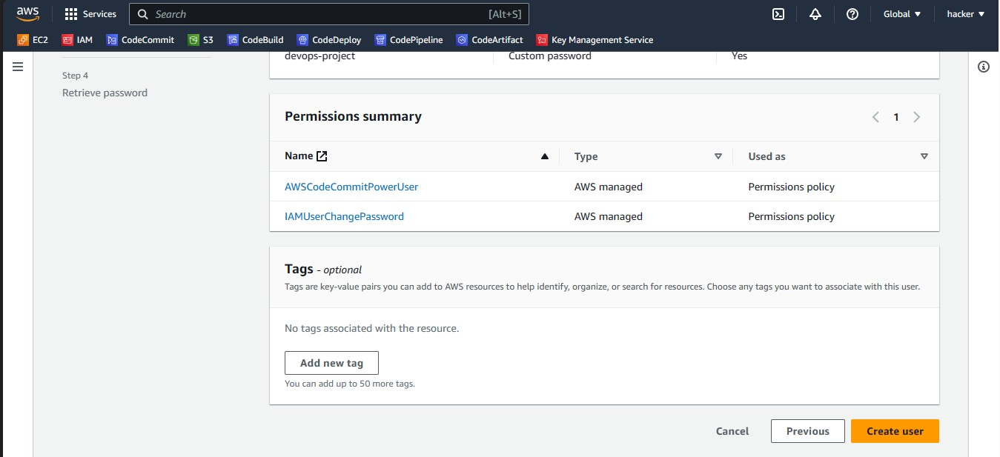 aws Services Search [Alt+S] Global hacker
EC2 IAM CodeCommit S3 CodeBuild CodeDeploy CodePipeline CodeArtifact Key Management Service
devops-project Custom password Yes
Step 4
Retrieve password
Permissions summary 1
Name Type Used as
AWSCodeCommitPowerUser AWS managed Permissions policy
IAMUserChangePassword AWS managed Permissions policy
Tags - optional
Tags are key-value pairs you can add to AWS resources to help identify, organize, or search for resources. Choose any tags you want to associate with this user.
No tags associated with the resource.
Add new tag
You can add up to 50 more tags.
Cancel Previous Create user